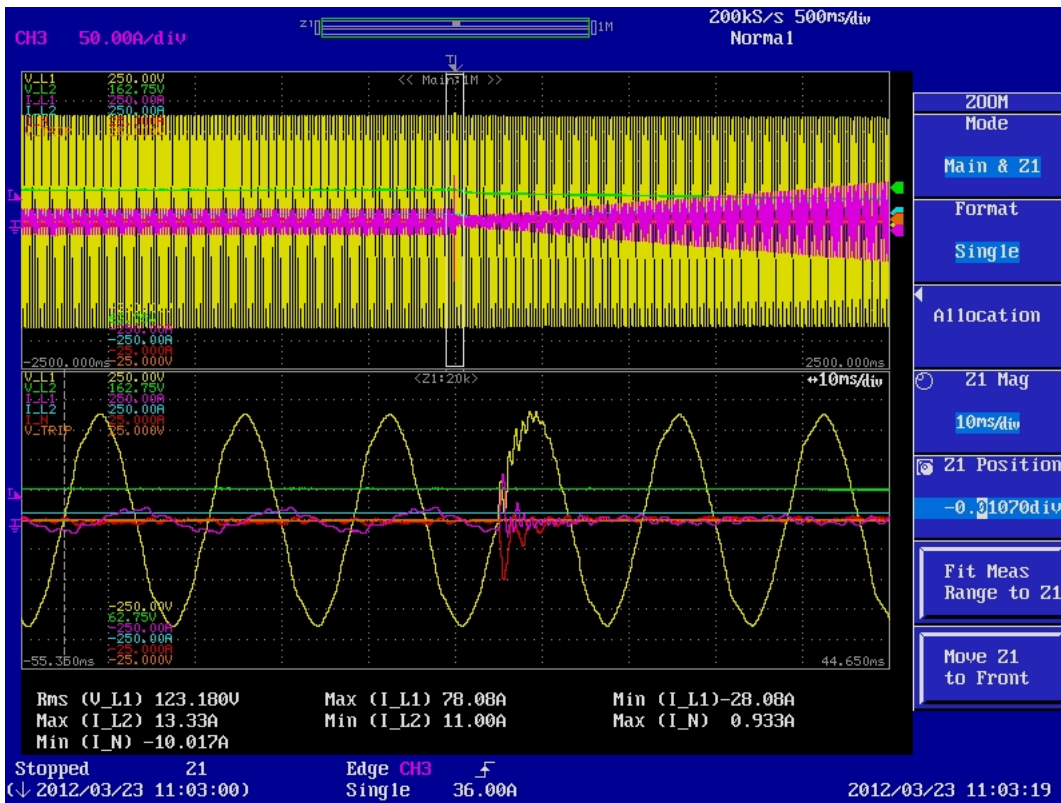 200kS/s 500ms/div
CH3 50.00A/div
Z1 1M
Normal
<< Main:1M >>
V_L1 250.00V
V_L2 162.75V
I_L1 250.00A
I_L2 250.00A
-250.00A
-25.000A
-25.000V
-2500.000ms 2500.000ms
<Z1:20k>
10ms/div
V_L1 250.00V
V_L2 162.75V
I_L1 250.00A
I_L2 250.00A
I_N 25.000A
V_TRIP 25.000V
-250.00V
62.75V
-250.00A
-250.00A
-25.000A
-25.000V
-55.350ms 44.650ms
Rms (V_L1) 123.180V Max (I_L1) 78.08A Min (I_L1)-28.08A
Max (I_L2) 13.33A Min (I_L2) 11.00A Max (I_N) 0.933A
Min (I_N) -10.017A
Stopped 21 Edge CH3
(↓ 2012/03/23 11:03:00) Single 36.00A 2012/03/23 11:03:19
ZOOM
Mode
Main & Z1
Format
Single
Allocation
Z1 Mag
10ms/div
Z1 Position
-0.01070div
Fit Meas
Range to Z1
Move Z1
to Front